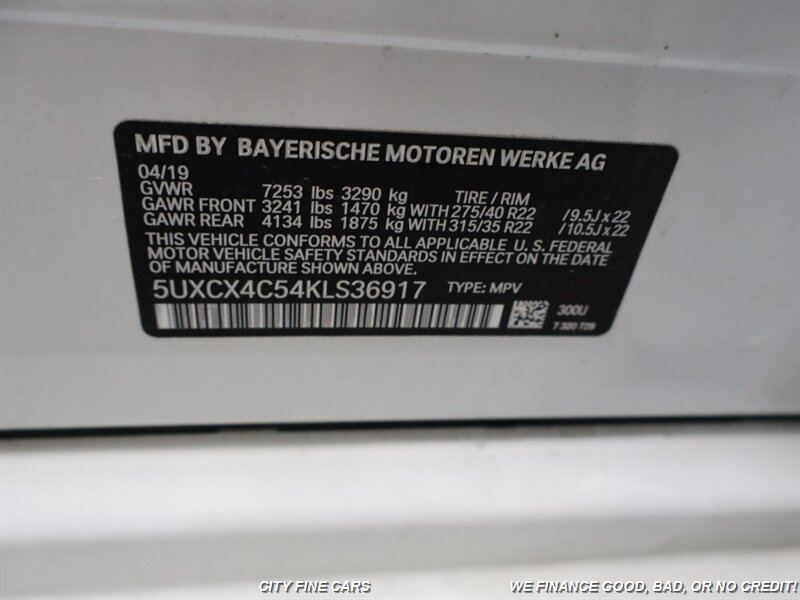 MFD BY BAYERISCHE MOTOREN WERKE AG
04/19
GVWR 7253 lbs 3290 kg TIRE / RIM
GAWR FRONT 3241 lbs 1470 kg WITH 275/40 R22 /9.5J x 22
GAWR REAR 4134 lbs 1875 kg WITH 315/35 R22 /10.5J x 22
THIS VEHICLE CONFORMS TO ALL APPLICABLE U. S. FEDERAL
MOTOR VEHICLE SAFETY STANDARDS IN EFFECT ON THE DATE
OF MANUFACTURE SHOWN ABOVE.
5UXCX4C54KLS36917 TYPE: MPV
300U
7 320 729
CITY FINE CARS WE FINANCE GOOD, BAD, OR NO CREDIT!